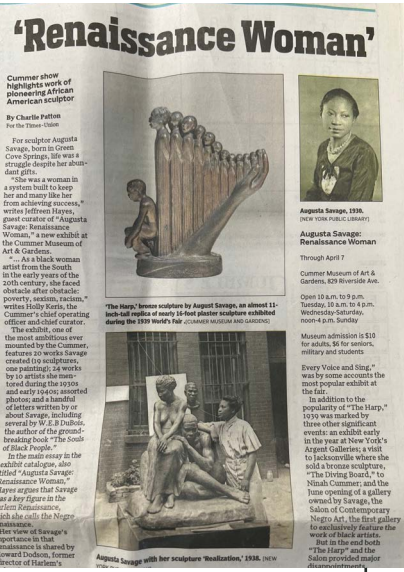 'Renaissance Woman'
Cummer show
highlights work of
pioneering African
American sculptor
By Charlie Patton
For the Times-Union
For sculptor Augusta
Savage, born in Green
Cove Springs, life was a
struggle despite her abun-
dant gifts.
"She was a woman in
a system built to keep
her and many like her
from achieving success,"
writes Jeffreen Hayes,
guest curator of "Augusta
Savage: Renaissance
Woman," a new exhibit at
the Cummer Museum of
Art & Gardens.
"... As a black woman
artist from the South
in the early years of the
20th century, she faced
obstacle after obstacle:
poverty, sexism, racism,"
writes Holly Keris, the
Cummer's chief operating
officer and chief curator.
The exhibit, one of
the most ambitious ever
mounted by the Cummer,
features 20 works Savage
created (19 sculptures,
one painting); 24 works
by 10 artists she men-
tored during the 1930s
and early 1940s; assorted
photos; and a handful
of letters written by or
about Savage, including
several by W.E.B DuBois,
the author of the ground-
breaking book "The Souls
of Black People."
In the main essay in the
exhibit catalogue, also
titled "Augusta Savage:
Renaissance Woman,"
Hayes argues that Savage
was a key figure in the
Harlem Renaissance,
which she calls the Negro
Renaissance.
Her view of Savage's
importance in that
renaissance is shared by
Howard Dodson, former
director of Harlem's
'The Harp,' bronze sculpture by August Savage, an almost 11-
inch-tall replica of nearly 16-foot plaster sculpture exhibited
during the 1939 World's Fair. [CUMMER MUSEUM AND GARDENS]
Augusta Savage with her sculpture 'Realization,' 1938. [NEW
Augusta Savage, 1930.
[NEW YORK PUBLIC LIBRARY]
Augusta Savage:
Renaissance Woman
Through April 7
Cummer Museum of Art &
Gardens, 829 Riverside Ave.
Open 10 a.m. to 9 p.m.
Tuesday, 10 a.m. to 4 p.m.
Wednesday-Saturday,
noon-4 p.m. Sunday
Museum admission is $10
for adults, $6 for seniors,
military and students
Every Voice and Sing,"
was by some accounts the
most popular exhibit at
the fair.
In addition to the
popularity of "The Harp,"
1939 was marked by
three other significant
events: an exhibit early
in the year at New York's
Argent Galleries; a visit
to Jacksonville where she
sold a bronze sculpture,
"The Diving Board," to
Ninah Cummer; and the
June opening of a gallery
owned by Savage, the
Salon of Contemporary
Negro Art, the first gallery
to exclusively feature the
work of black artists.
But in the end both
"The Harp" and the
Salon provided major
disappointments.